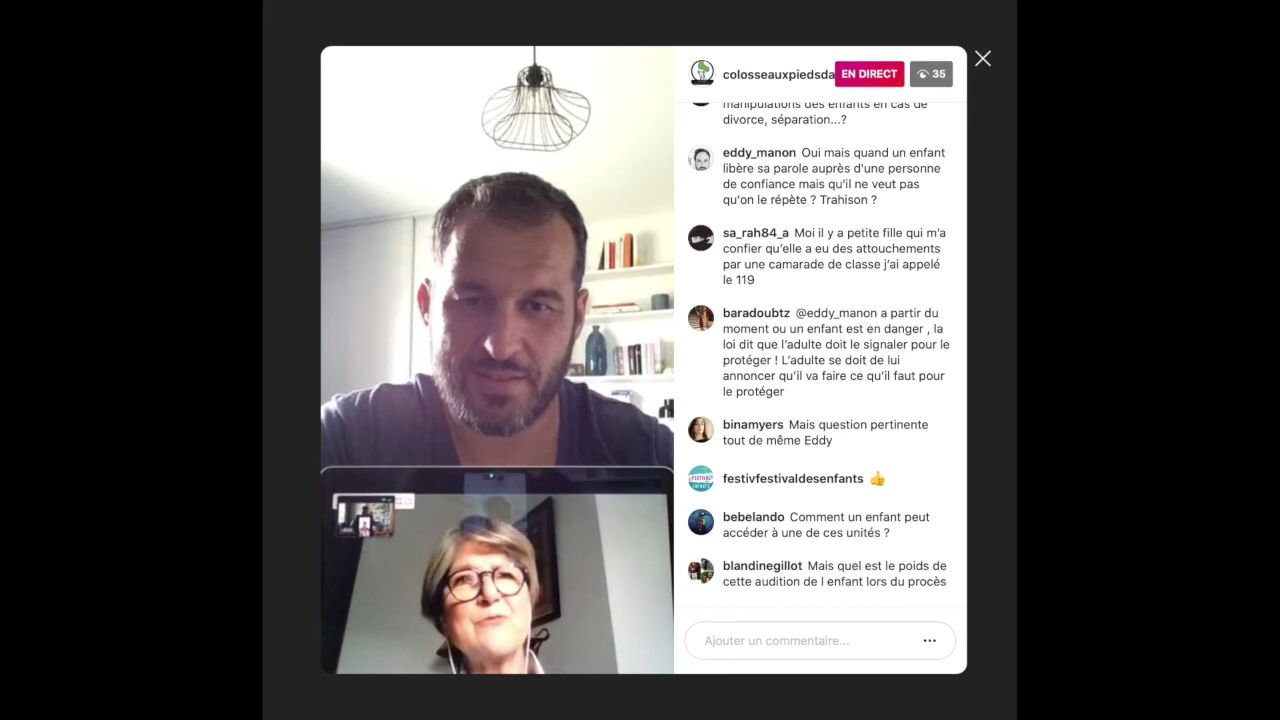 colosseauxpiedsda
EN DIRECT
35
manipulations des enfants en cas de
divorce, séparation...?
eddy_manon Oui mais quand un enfant
libère sa parole auprès d'une personne
de confiance mais qu'il ne veut pas
qu'on le répète ? Trahison ?
sa_rah84_a Moi il y a petite fille qui m'a
confier qu'elle a eu des attouchements
par une camarade de classe j'ai appelé
le 119
baradoubtz @eddy_manon a partir du
moment ou un enfant est en danger , la
loi dit que l'adulte doit le signaler pour le
protéger ! L'adulte se doit de lui
annoncer qu'il va faire ce qu'il faut pour
le protéger
binamyers Mais question pertinente
tout de même Eddy
festivfestivaldesenfants 👍
bebelando Comment un enfant peut
accéder à une de ces unités ?
blandinegillot Mais quel est le poids de
cette audition de l enfant lors du procès
Ajouter un commentaire...